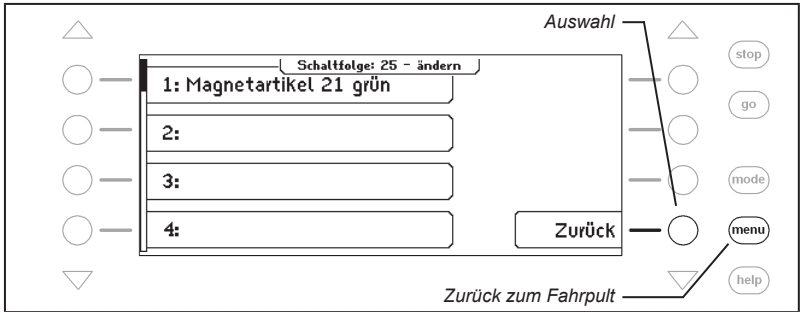 Auswahl
Schaltfolge: 25 - ändern
stop
1: Magnetartikel 21 grün
go
2:
3:
mode
4:
Zurück
menu
help
Zurück zum Fahrpult